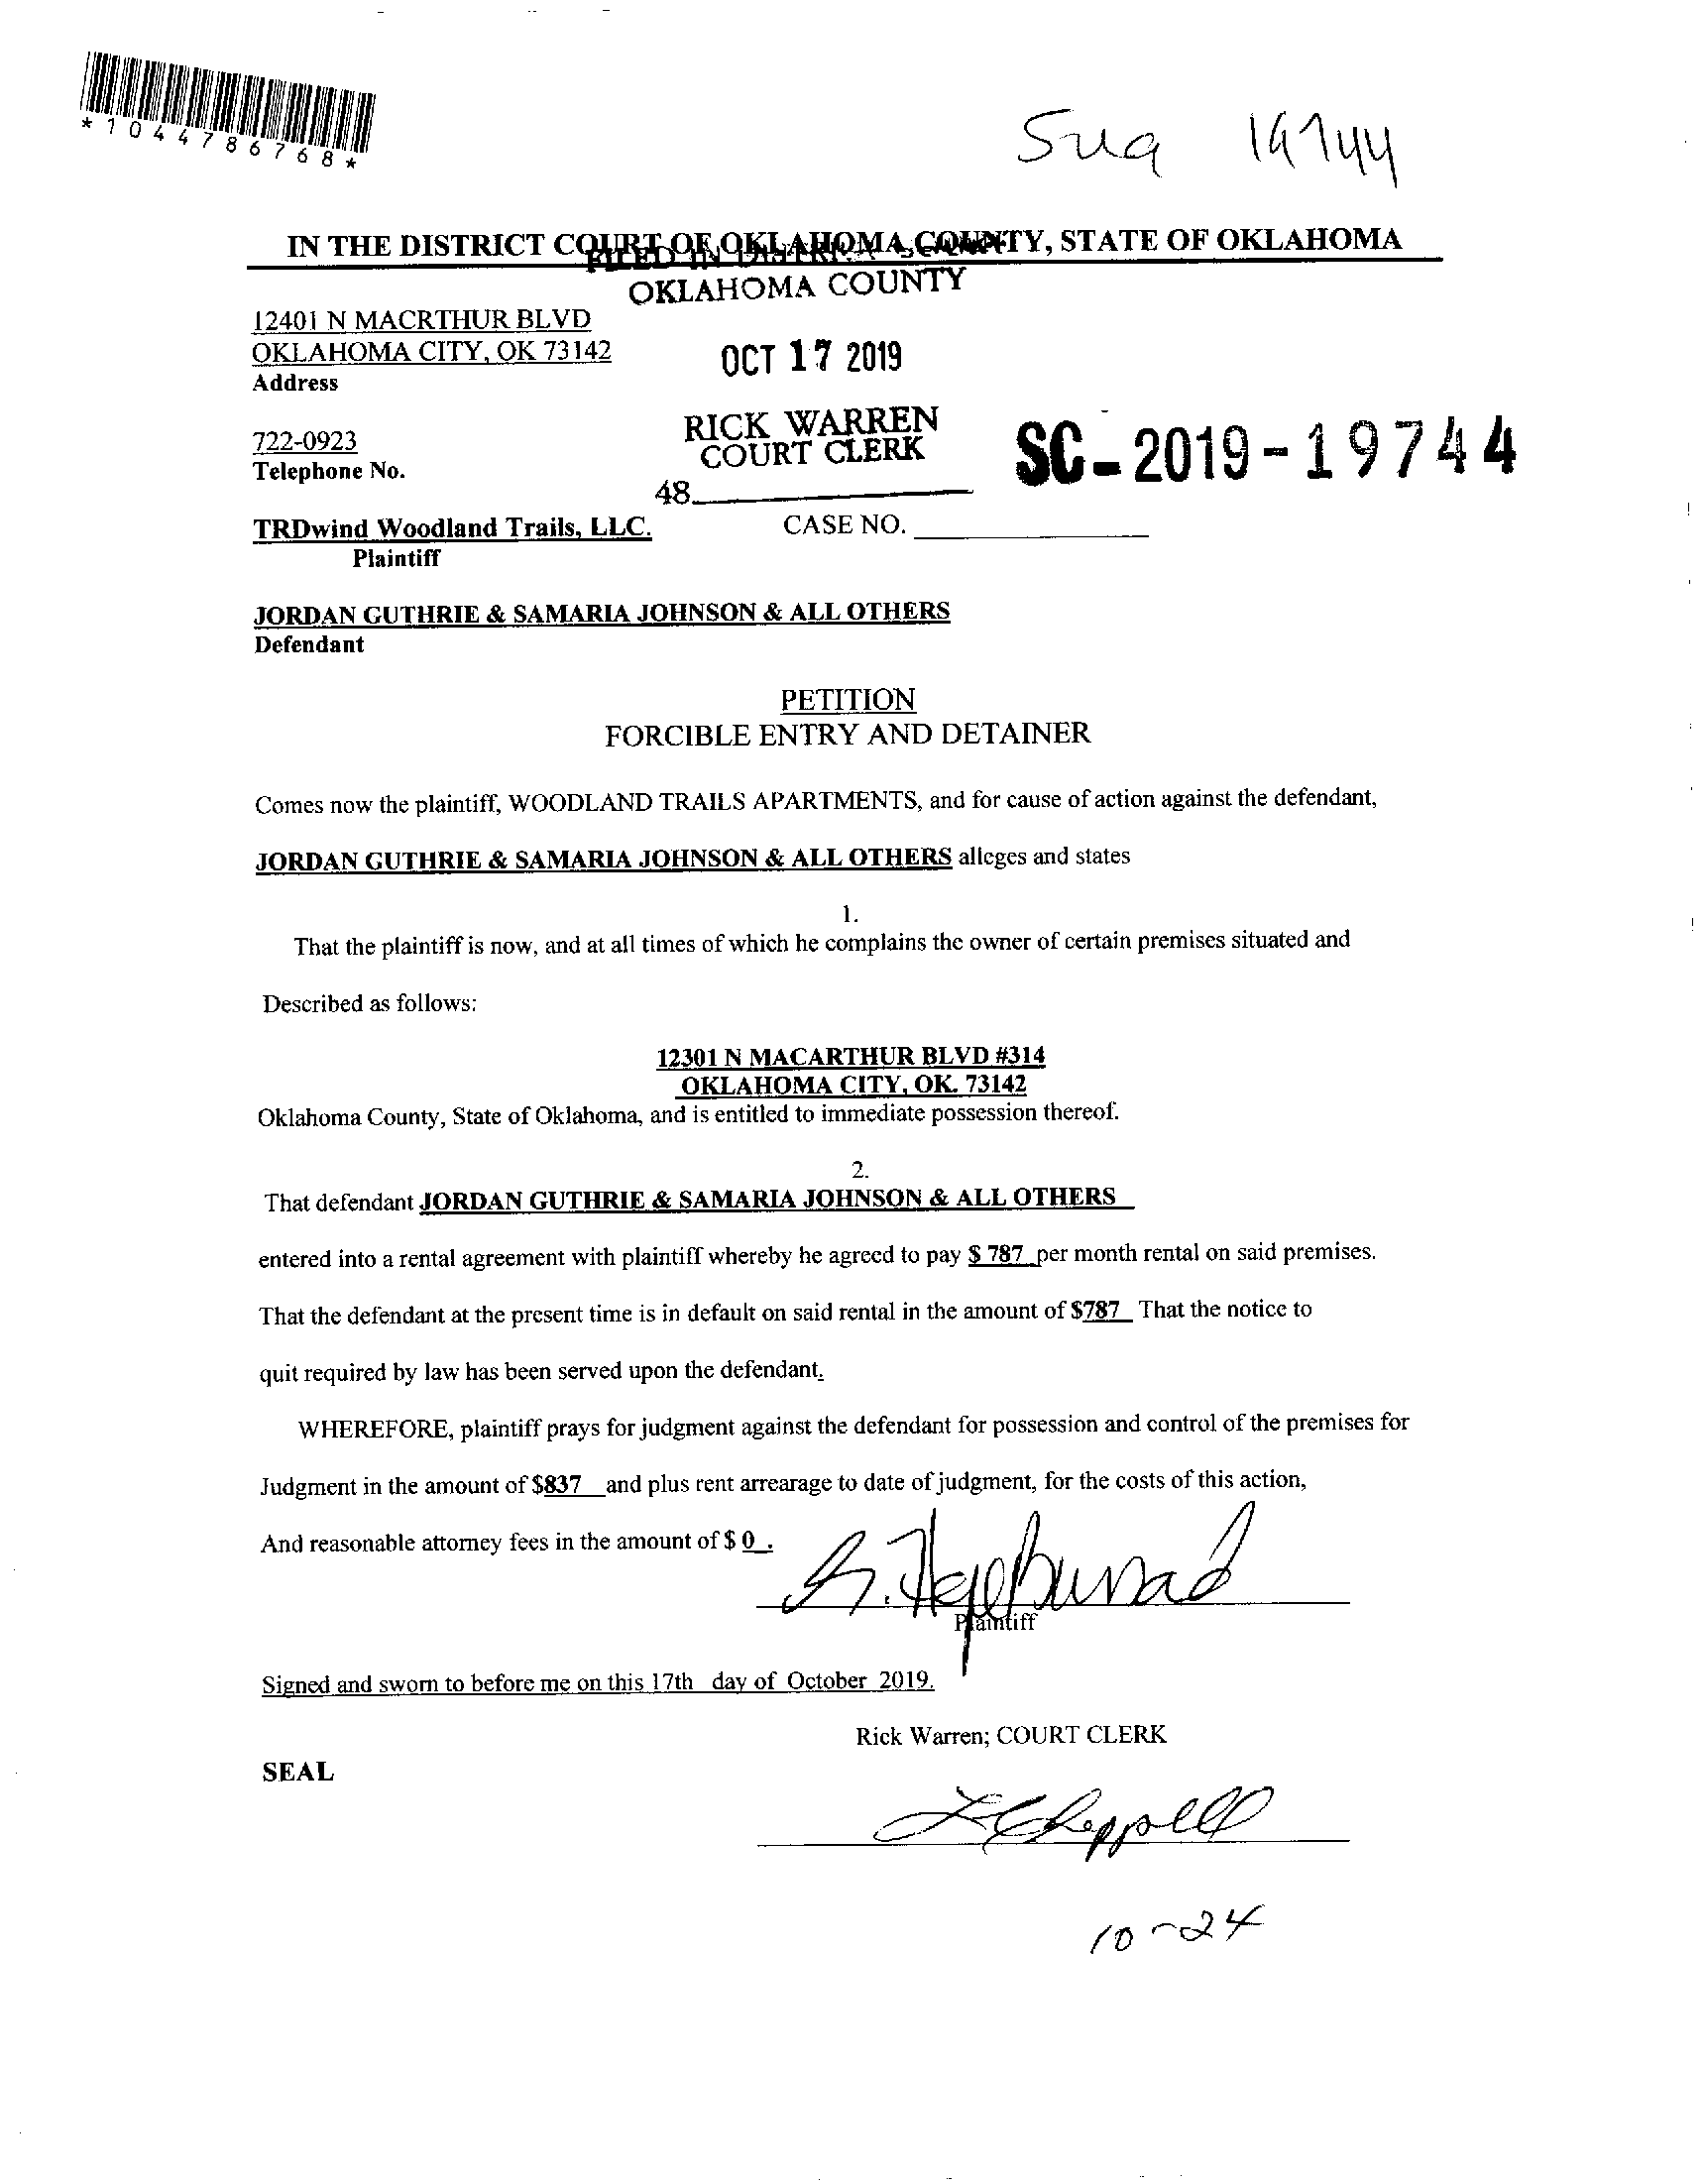 *1044786768*
IN THE DISTRICT COURT OF OKLAHOMA COUNTY, STATE OF OKLAHOMA
FILED IN
OKLAHOMA COUNTY
12401 N MACRTHUR BLVD
OKLAHOMA CITY, OK 73142
Address
OCT 17 2019
722-0923
Telephone No.
RICK WARREN
COURT CLERK
48
SC-2019-19744
TRDwind Woodland Trails, LLC.
Plaintiff
CASE NO.
JORDAN GUTHRIE & SAMARIA JOHNSON & ALL OTHERS
Defendant
PETITION
FORCIBLE ENTRY AND DETAINER
Comes now the plaintiff, WOODLAND TRAILS APARTMENTS, and for cause of action against the defendant,
JORDAN GUTHRIE & SAMARIA JOHNSON & ALL OTHERS alleges and states
1.
That the plaintiff is now, and at all times of which he complains the owner of certain premises situated and
Described as follows:
12301 N MACARTHUR BLVD #314
OKLAHOMA CITY, OK. 73142
Oklahoma County, State of Oklahoma, and is entitled to immediate possession thereof.
2.
That defendant JORDAN GUTHRIE & SAMARIA JOHNSON & ALL OTHERS
entered into a rental agreement with plaintiff whereby he agreed to pay $ 787 per month rental on said premises.
That the defendant at the present time is in default on said rental in the amount of $787 That the notice to
quit required by law has been served upon the defendant.
WHEREFORE, plaintiff prays for judgment against the defendant for possession and control of the premises for
Judgment in the amount of $837 and plus rent arrearage to date of judgment, for the costs of this action,
And reasonable attorney fees in the amount of $ 0 .
Plaintiff
Signed and sworn to before me on this 17th day of October 2019.
Rick Warren; COURT CLERK
SEAL
10-24